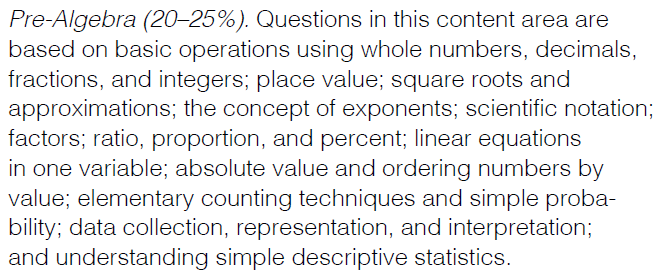 Pre-Algebra (20–25%). Questions in this content area are
based on basic operations using whole numbers, decimals,
fractions, and integers; place value; square roots and
approximations; the concept of exponents; scientific notation;
factors; ratio, proportion, and percent; linear equations
in one variable; absolute value and ordering numbers by
value; elementary counting techniques and simple proba-
bility; data collection, representation, and interpretation;
and understanding simple descriptive statistics.